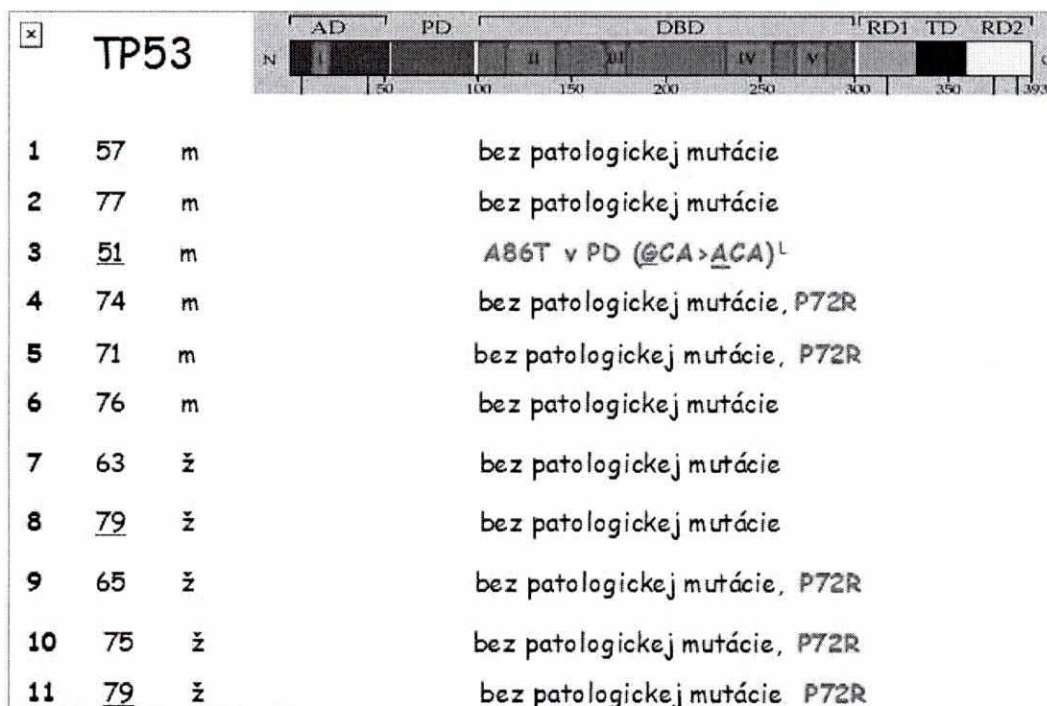 AD PD DBD RD1 TD RD2
TP53
N I II III IV V C
50 100 150 200 250 300 350 393
1 57 m bez patologickej mutácie
2 77 m bez patologickej mutácie
3 51 m A86T v PD (GCA>ACA)L
4 74 m bez patologickej mutácie, P72R
5 71 m bez patologickej mutácie, P72R
6 76 m bez patologickej mutácie
7 63 ž bez patologickej mutácie
8 79 ž bez patologickej mutácie
9 65 ž bez patologickej mutácie, P72R
10 75 ž bez patologickej mutácie, P72R
11 79 ž bez patologickej mutácie P72R